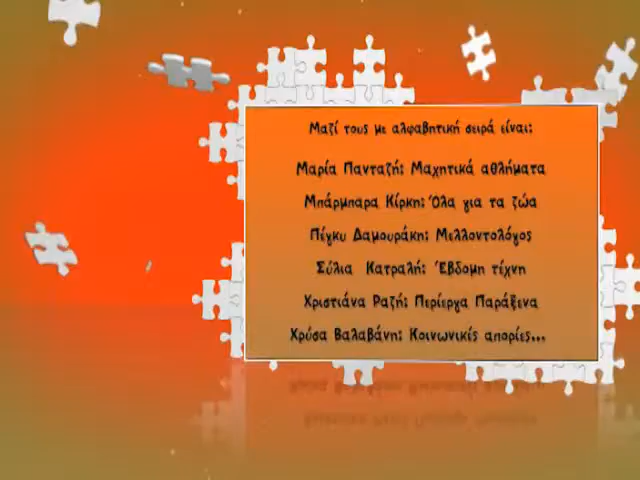 Μαζί τους με αλφαβητική σειρά είναι:
Μαρία Πανταζή: Μαχητικά αθλήματα
Μπάρμπαρα Κίρκη: Όλα για τα ζώα
Πέγκυ Δαμουράκη: Μελλοντολόγος
Σύλια Κατραλή: Έβδομη τέχνη
Χριστιάνα Ραζή: Περίεργα Παράξενα
Χρύσα Βαλαβάνη: Κοινωνικές απορίες...